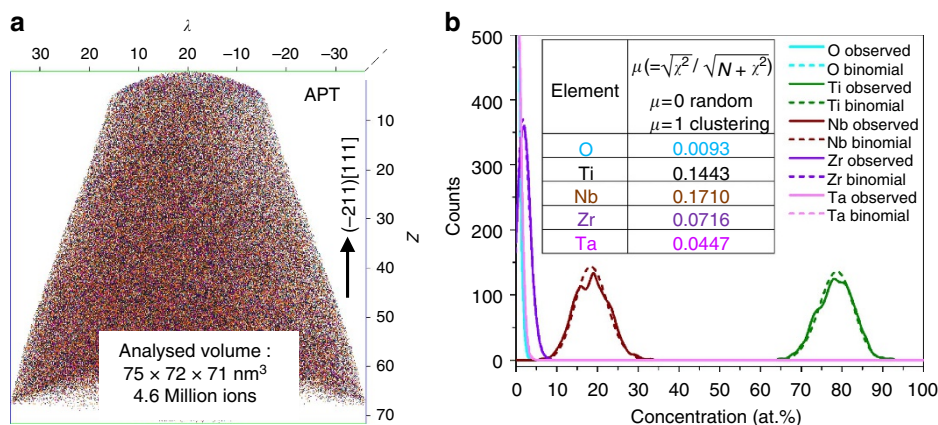 a
λ
30 20 10 0 −10 −20 −30
APT
10
20
30
40
50
60
70
Z
(−211)[111]
Analysed volume :
75 × 72 × 71 nm³
4.6 Million ions
b
500
400
300
200
100
0
Counts
0 10 20 30 40 50 60 70 80 90 100
Concentration (at.%)
Element
μ(=√χ²/√N + χ²)
μ=0 random
μ=1 clustering
O 0.0093
Ti 0.1443
Nb 0.1710
Zr 0.0716
Ta 0.0447
O observed
O binomial
Ti observed
Ti binomial
Nb observed
Nb binomial
Zr observed
Zr binomial
Ta observed
Ta binomial